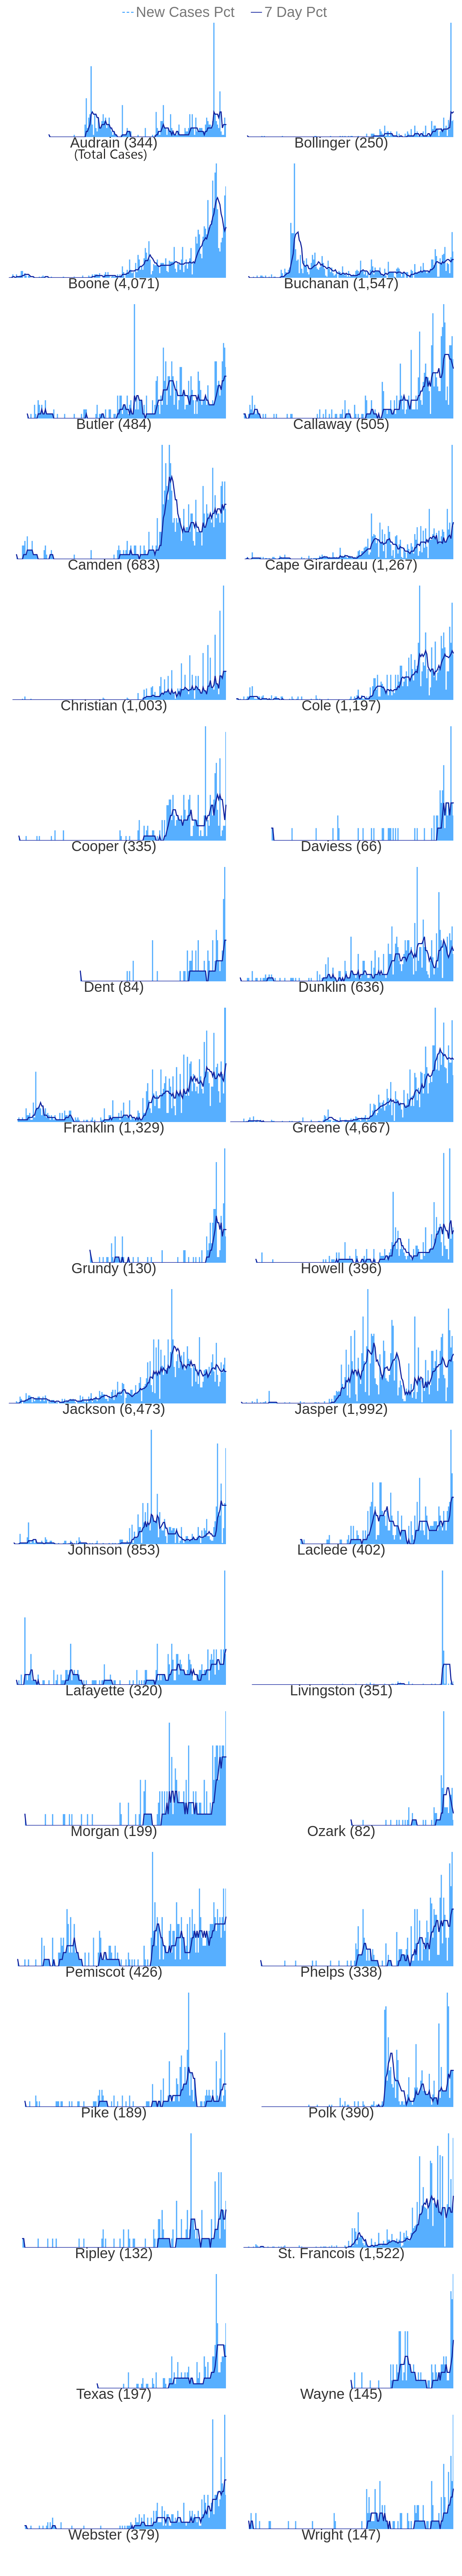 New Cases Pct 7 Day Pct
Audrain (344) Bollinger (250)
(Total Cases)
Boone (4,071) Buchanan (1,547)
Butler (484) Callaway (505)
Camden (683) Cape Girardeau (1,267)
Christian (1,003) Cole (1,197)
Cooper (335) Daviess (66)
Dent (84) Dunklin (636)
Franklin (1,329) Greene (4,667)
Grundy (130) Howell (396)
Jackson (6,473) Jasper (1,992)
Johnson (853) Laclede (402)
Lafayette (320) Livingston (351)
Morgan (199) Ozark (82)
Pemiscot (426) Phelps (338)
Pike (189) Polk (390)
Ripley (132) St. Francois (1,522)
Texas (197) Wayne (145)
Webster (379) Wright (147)